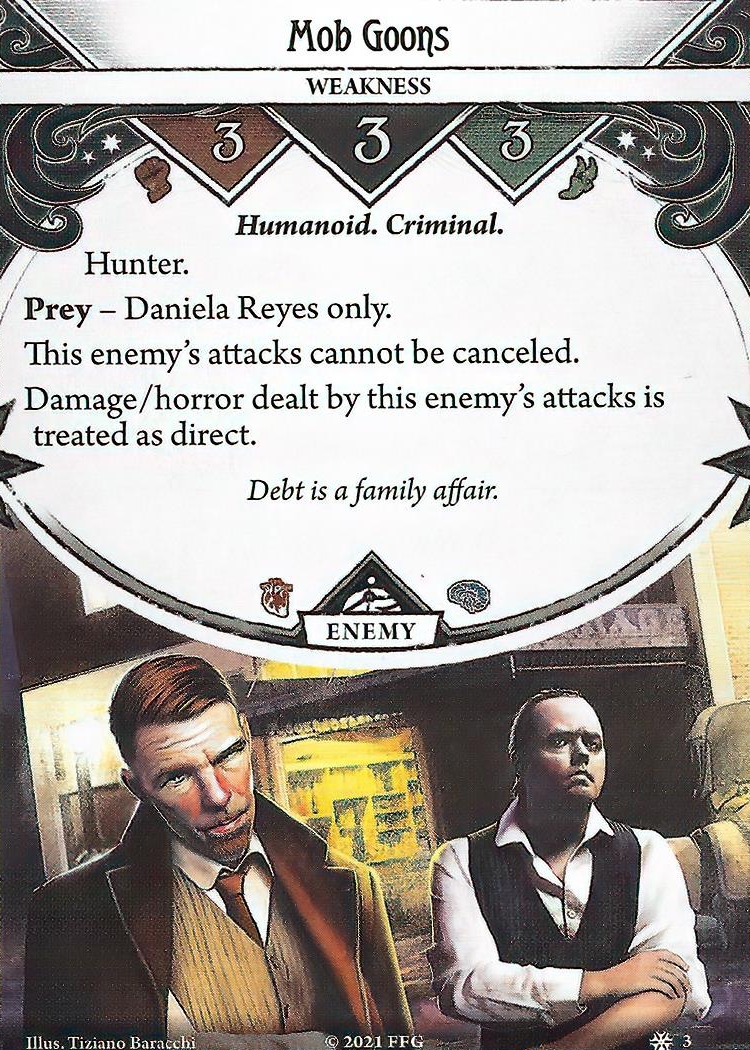 Mob Goons
WEAKNESS
3 3 3
Humanoid. Criminal.
Hunter.
Prey – Daniela Reyes only.
This enemy's attacks cannot be canceled.
Damage/horror dealt by this enemy's attacks is
treated as direct.
Debt is a family affair.
ENEMY
Illus. Tiziano Baracchi © 2021 FFG 3